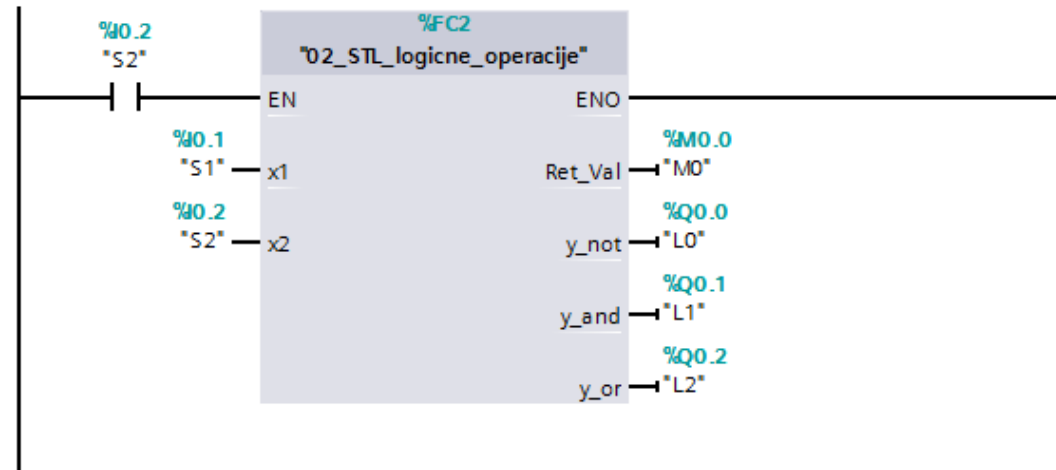 %I0.2
"S2"
%FC2
"02_STL_logicne_operacije"
EN
ENO
%I0.1
"S1"
x1
%M0.0
"M0"
Ret_Val
%I0.2
"S2"
x2
%Q0.0
"L0"
y_not
%Q0.1
"L1"
y_and
%Q0.2
"L2"
y_or